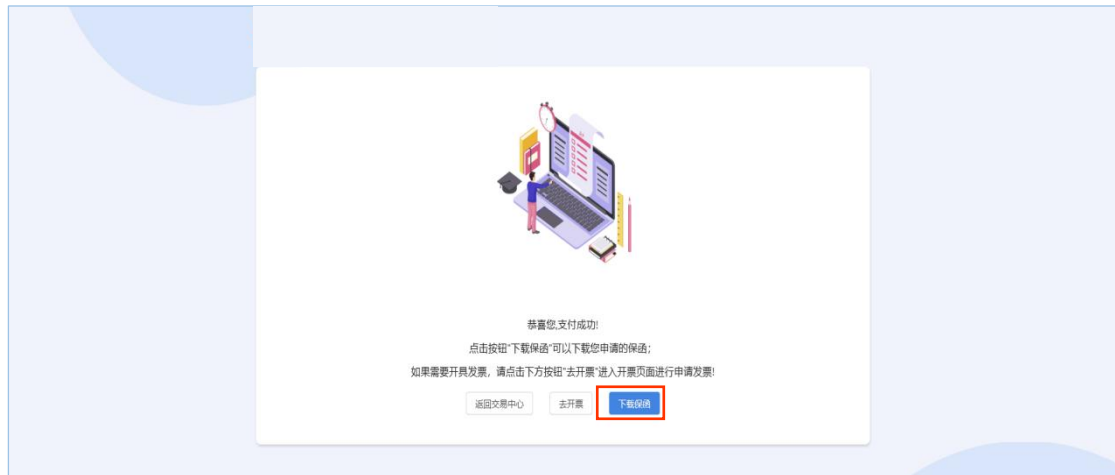 恭喜您,支付成功!
点击按钮"下载保函"可以下载您申请的保函;
如果需要开具发票，请点击下方按钮"去开票"进入开票页面进行申请发票!
返回交易中心 去开票 下载保函